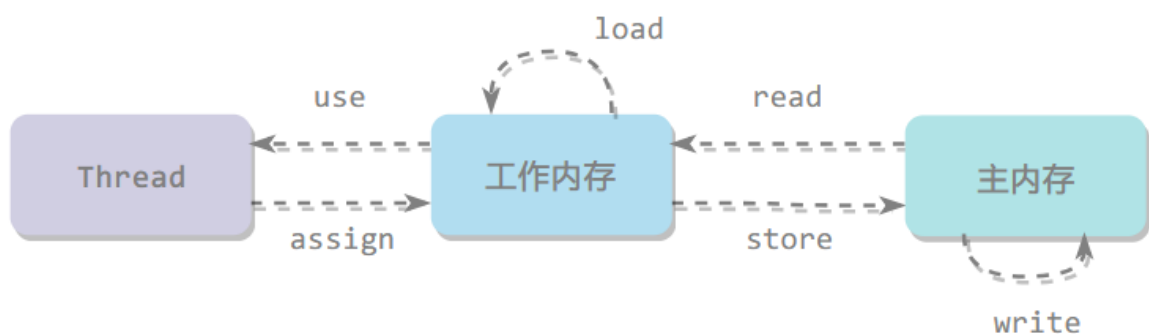 load
use
read
Thread
工作内存
主内存
assign
store
write